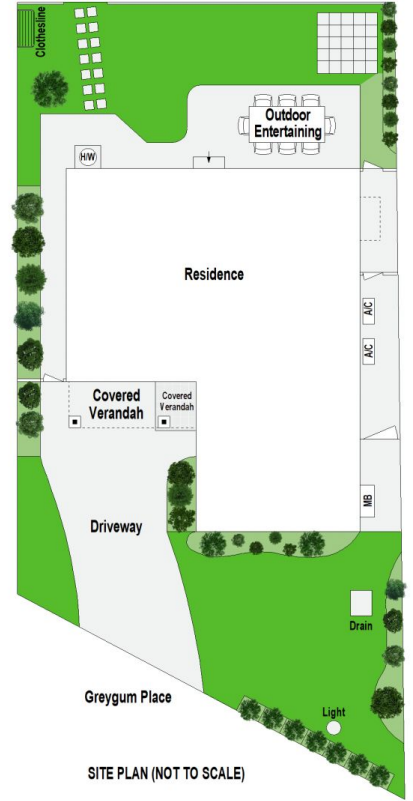 Clothesline
Outdoor
Entertaining
H/W
Residence
A/C
A/C
Covered
Verandah
Covered
Verandah
MB
Driveway
Drain
Greygum Place
Light
SITE PLAN (NOT TO SCALE)